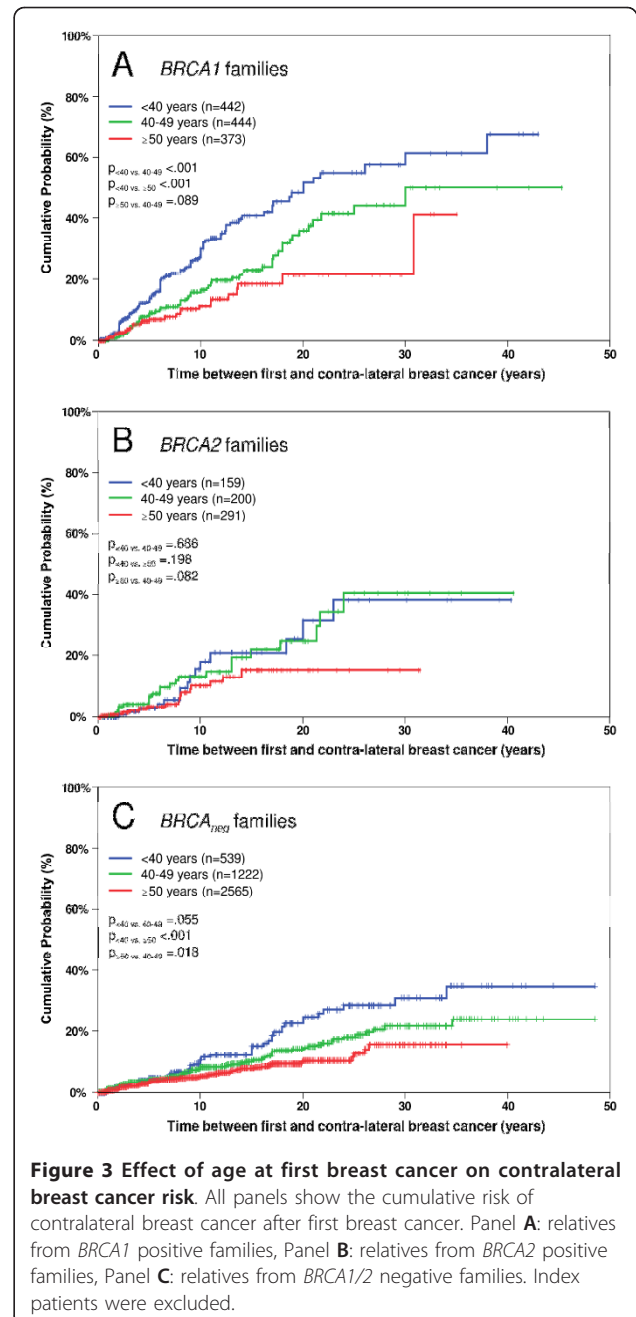 100%
80%
60%
40%
20%
0%
Cumulative Probability (%)
A BRCA1 families
<40 years (n=442)
40-49 years (n=444)
≥50 years (n=373)
p<40 vs. 40-49 <.001
p<40 vs. ≥50 <.001
p≥50 vs. 40-49 =.089
0 10 20 30 40 50
Time between first and contra-lateral breast cancer (years)
100%
80%
60%
40%
20%
0%
Cumulative Probability (%)
B BRCA2 families
<40 years (n=159)
40-49 years (n=200)
≥50 years (n=291)
p<40 vs. 40-49 =.686
p<40 vs. ≥50 =.198
p≥50 vs. 40-49 =.082
0 10 20 30 40 50
Time between first and contra-lateral breast cancer (years)
100%
80%
60%
40%
20%
0%
Cumulative Probability (%)
C BRCAneg families
<40 years (n=539)
40-49 years (n=1222)
≥50 years (n=2565)
p<40 vs. 40-49 =.055
p<40 vs. ≥50 <.001
p≥50 vs. 40-49 =.018
0 10 20 30 40 50
Time between first and contra-lateral breast cancer (years)
Figure 3 Effect of age at first breast cancer on contralateral
breast cancer risk. All panels show the cumulative risk of
contralateral breast cancer after first breast cancer. Panel A: relatives
from BRCA1 positive families, Panel B: relatives from BRCA2 positive
families, Panel C: relatives from BRCA1/2 negative families. Index
patients were excluded.